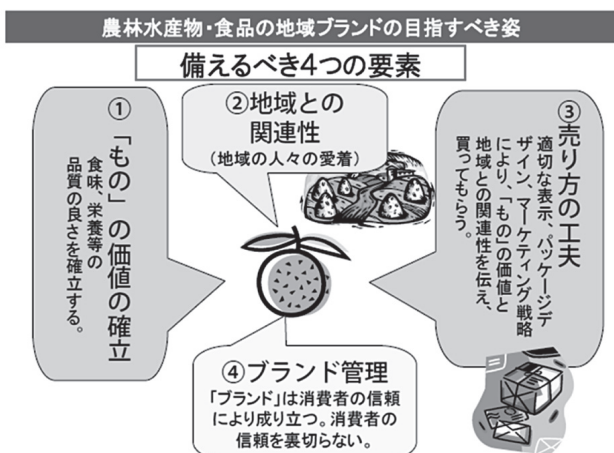 農林水産物・食品の地域ブランドの目指すべき姿
備えるべき4つの要素
①
「もの」の価値の確立
食味、栄養等の
品質の良さを確立する。
②地域との
関連性
(地域の人々の愛着)
③売り方の工夫
適切な表示、パッケージデ
ザイン、マーケティング戦略
により、「もの」の価値と
地域との関連性を伝え、
買ってもらう。
④ブランド管理
「ブランド」は消費者の信頼
により成り立つ。消費者の
信頼を裏切らない。